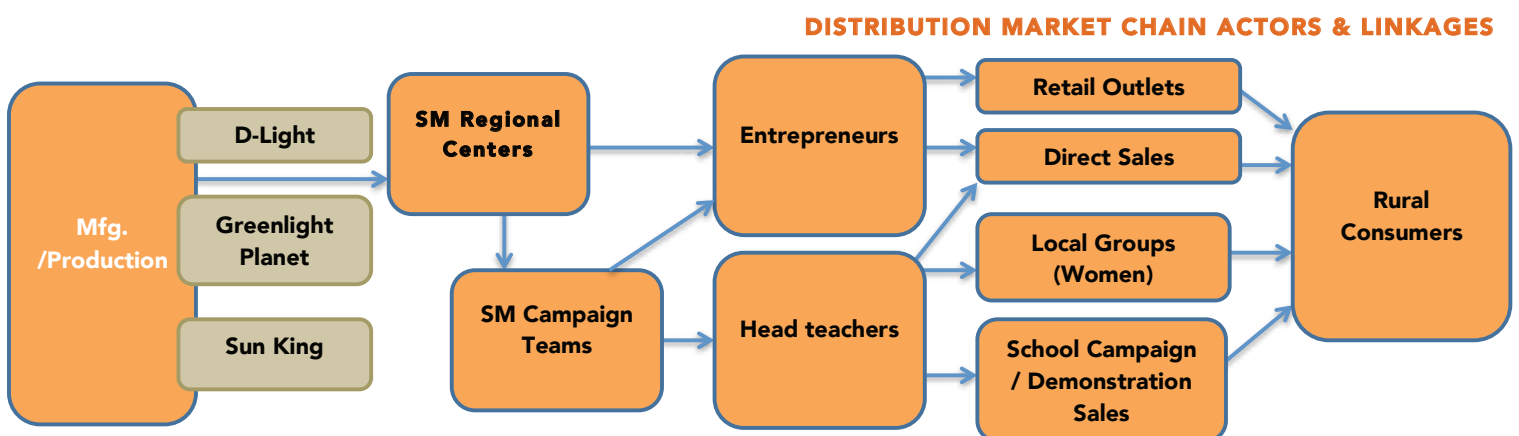 DISTRIBUTION MARKET CHAIN ACTORS & LINKAGES
Mfg.
/Production
D-Light
Greenlight
Planet
Sun King
SM Regional
Centers
SM Campaign
Teams
Entrepreneurs
Head teachers
Retail Outlets
Direct Sales
Local Groups
(Women)
School Campaign
/ Demonstration
Sales
Rural
Consumers